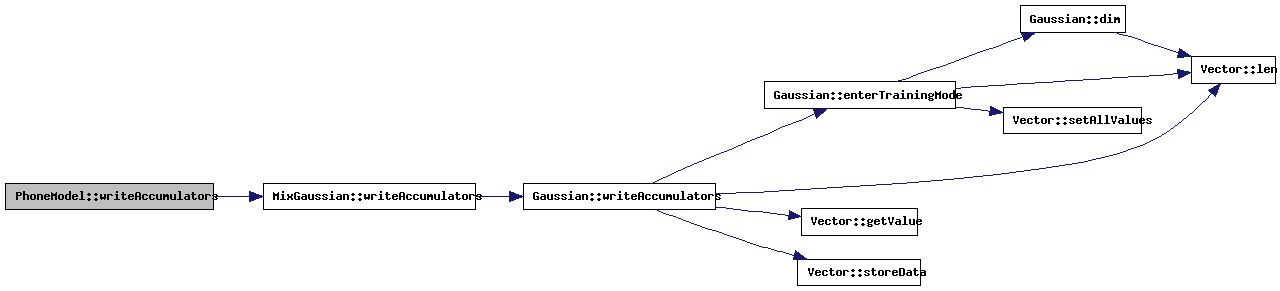 Gaussian::dim
Vector::len
Gaussian::enterTrainingMode
Vector::setAllValues
PhoneModel::writeAccumulators
MixGaussian::writeAccumulators
Gaussian::writeAccumulators
Vector::getValue
Vector::storeData